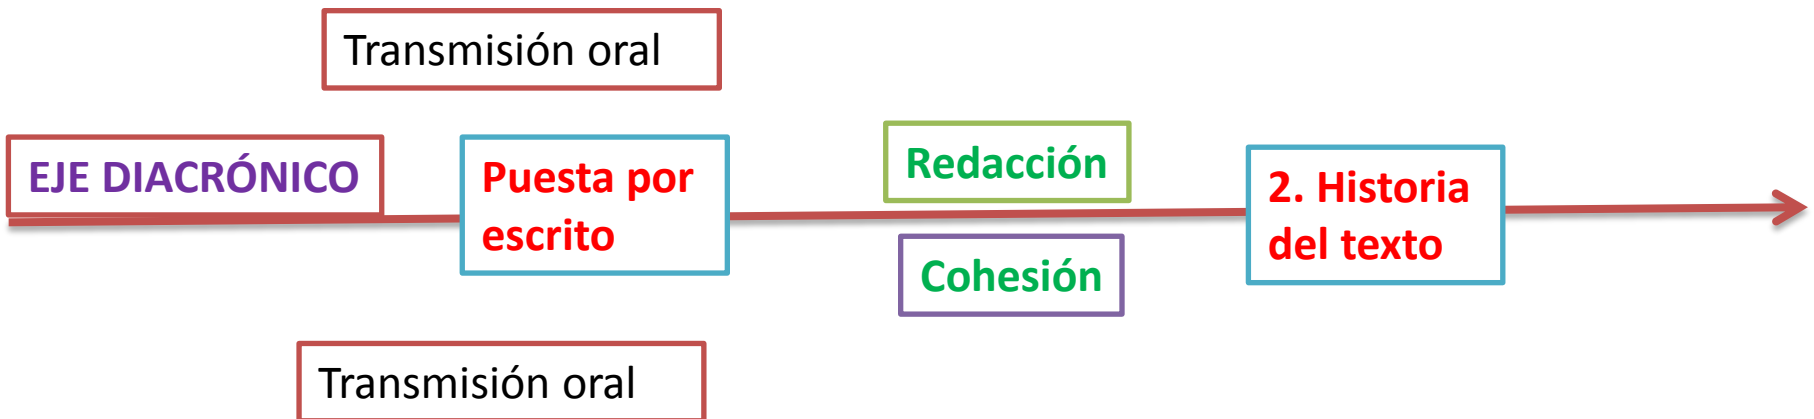 Transmisión oral
EJE DIACRÓNICO
Puesta por
escrito
Redacción
Cohesión
2. Historia
del texto
Transmisión oral